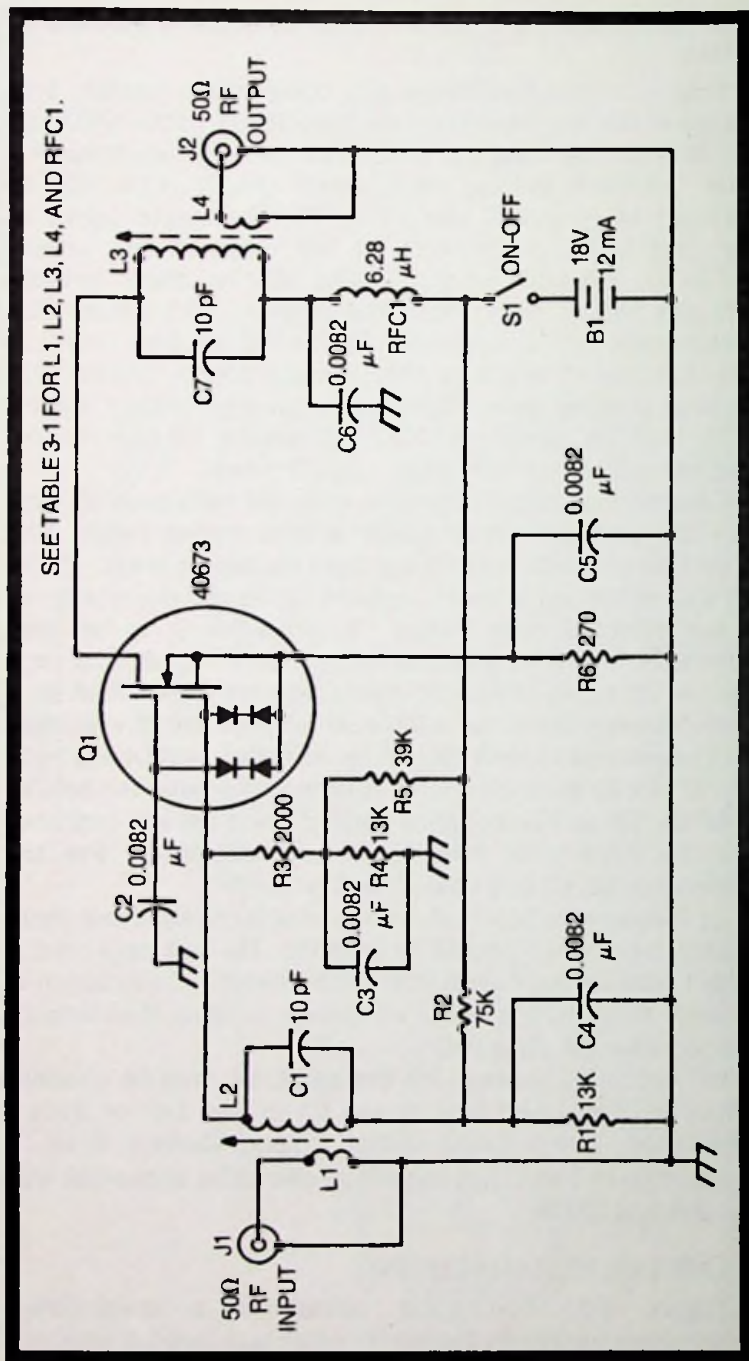 SEE TABLE 3-1 FOR L1, L2, L3, L4, AND RFC1.
J1
50Ω
RF
INPUT
L1
L2
C1
10 pF
R1
13K
C4
0.0082
μF
R2
75K
C2
0.0082
μF
C3
0.0082
μF
R3
2000
R4
13K
R5
39K
Q1
40673
R6
270
C5
0.0082
μF
C7
10 pF
C6
0.0082
μF
L3
L4
6.28
μH
RFC1
J2
50Ω
RF
OUTPUT
S1
ON-OFF
B1
18V
12 mA